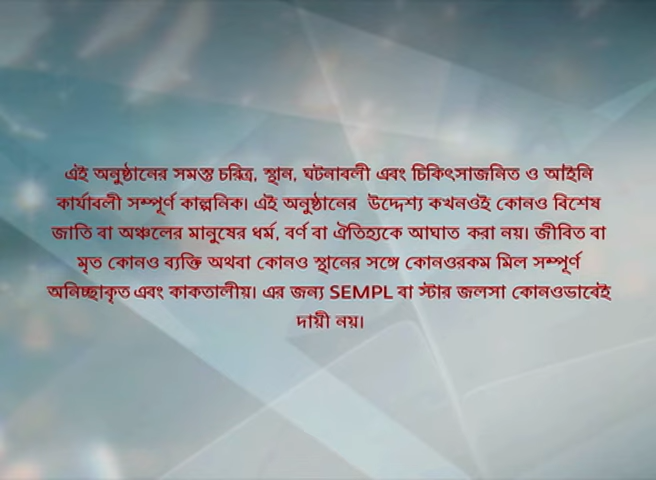 এই অনুষ্ঠানের সমস্ত চরিত্র, স্থান, ঘটনাবলী এবং চিকিৎসাজনিত ও আইনি
কার্যাবলী সম্পূর্ণ কাল্পনিক। এই অনুষ্ঠানের উদ্দেশ্য কখনওই কোনও বিশেষ
জাতি বা অঞ্চলের মানুষের ধর্ম, বর্ণ বা ঐতিহ্যকে আঘাত করা নয়। জীবিত বা
মৃত কোনও ব্যক্তি অথবা কোনও স্থানের সঙ্গে কোনওরকম মিল সম্পূর্ণ
অনিচ্ছাকৃত এবং কাকতালীয়। এর জন্য SEMPL বা স্টার জলসা কোনওভাবেই
দায়ী নয়।